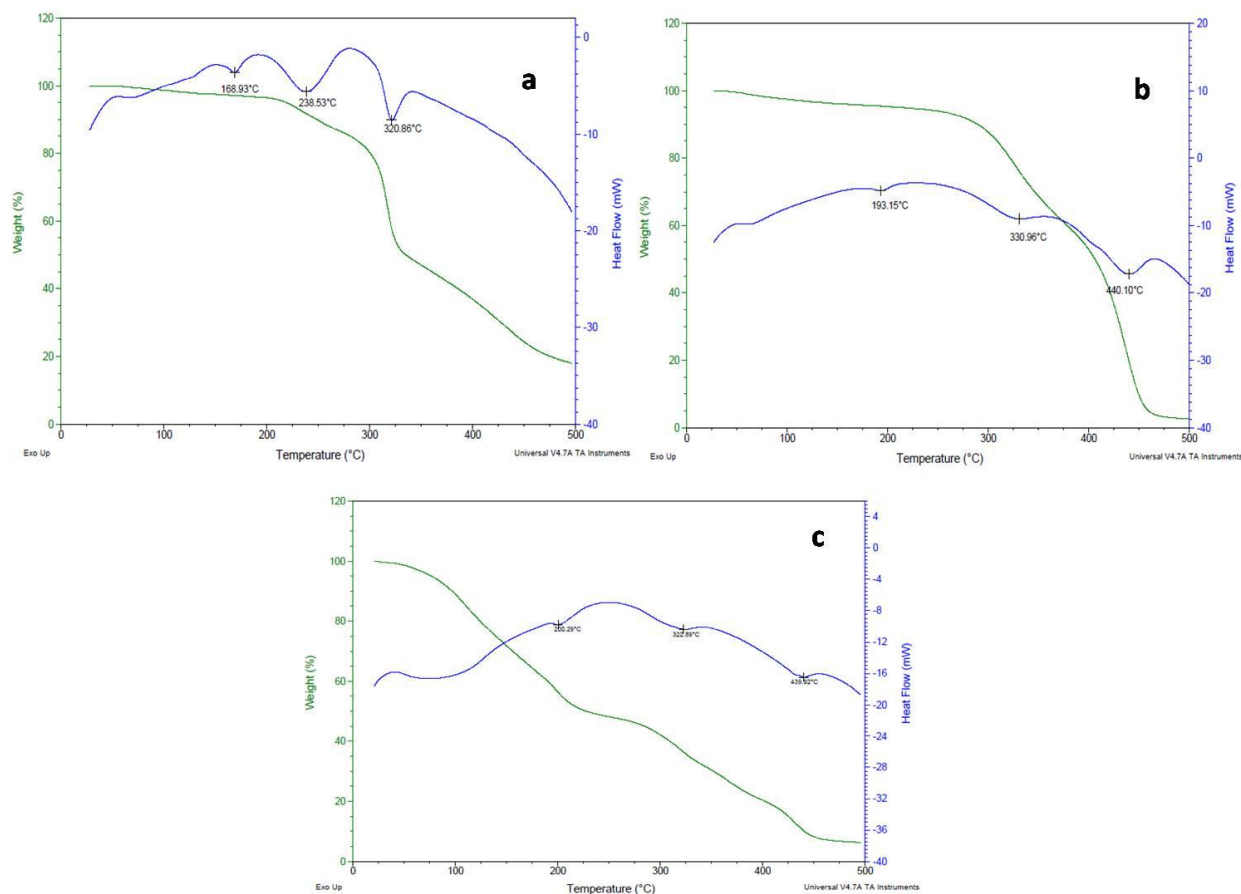 120
100
80
60
40
20
0
Weight (%)
a
168.93°C
238.53°C
320.86°C
0
-10
-20
-30
-40
Heat Flow (mW)
0
100
200
300
400
500
Exo Up
Temperature (°C)
Universal V4.7A TA Instruments
120
100
80
60
40
20
0
Weight (%)
b
193.15°C
330.96°C
440.10°C
20
10
0
-10
-20
-30
-40
Heat Flow (mW)
0
100
200
300
400
500
Exo Up
Temperature (°C)
Universal V4.7A TA Instruments
120
100
80
60
40
20
0
Weight (%)
c
200.29°C
322.89°C
439.92°C
4
0
-4
-8
-12
-16
-20
-24
-28
-32
-36
-40
Heat Flow (mW)
0
100
200
300
400
500
Exo Up
Temperature (°C)
Universal V4.7A TA Instruments